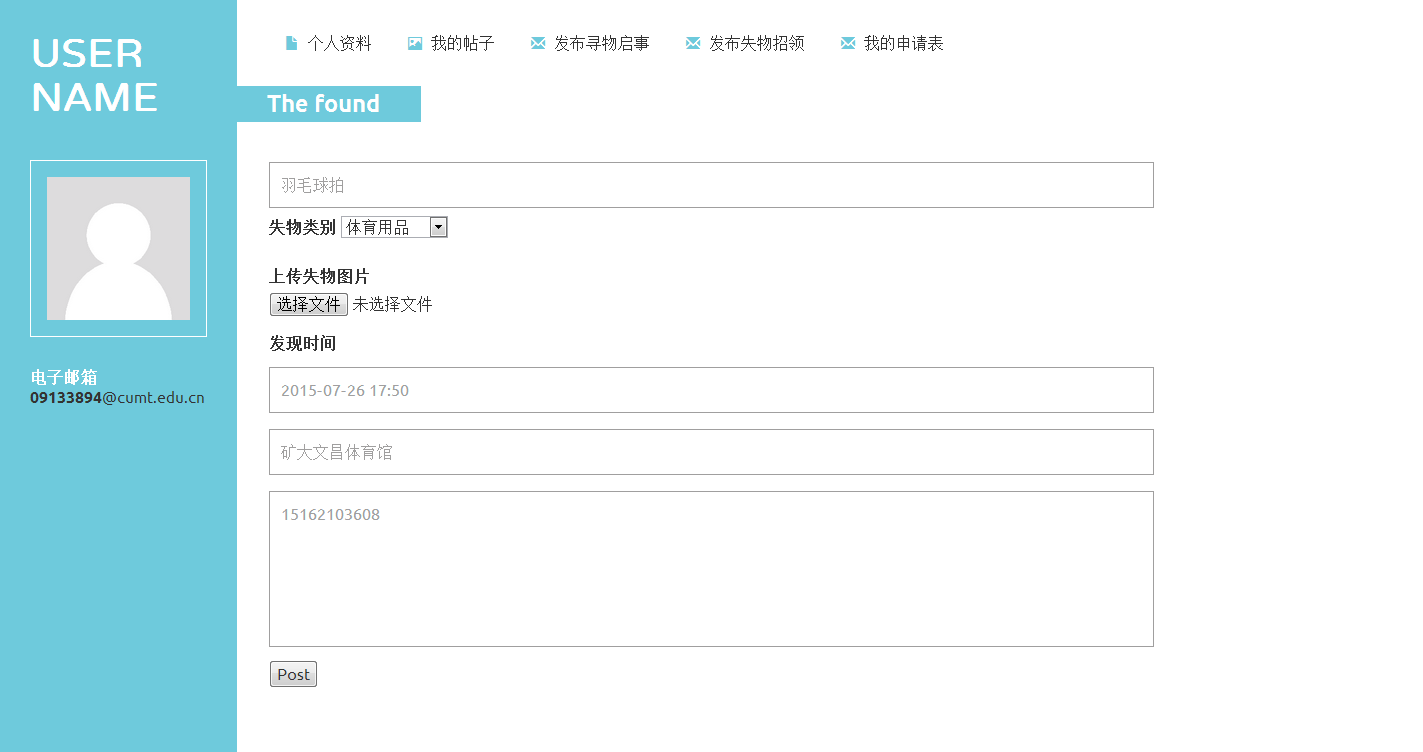 USER
NAME
电子邮箱
09133894@cumt.edu.cn
个人资料 我的帖子 发布寻物启事 发布失物招领 我的申请表
The found
羽毛球拍
失物类别 体育用品
上传失物图片
选择文件 未选择文件
发现时间
2015-07-26 17:50
矿大文昌体育馆
15162103608
Post